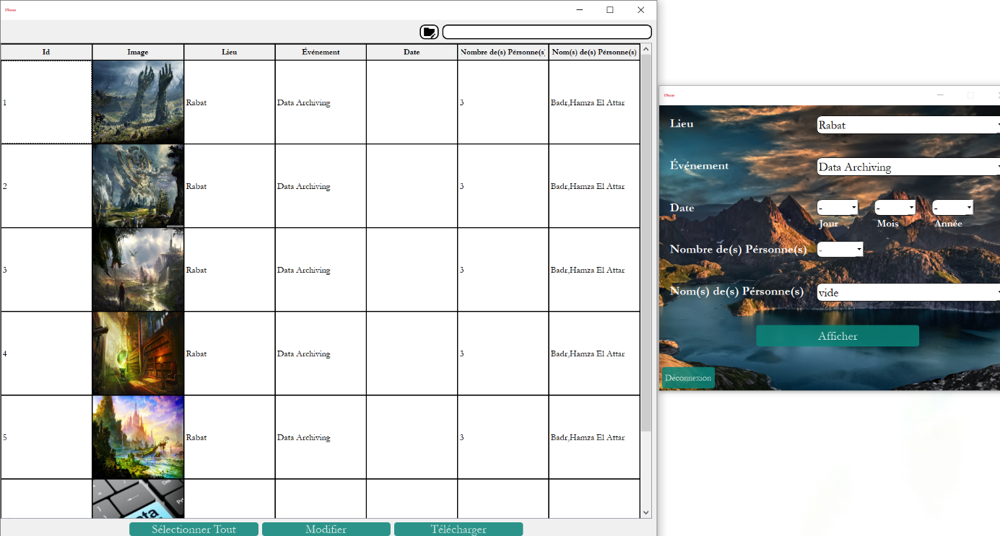 Id Image Lieu Événement Date Nombre de(s) Pérsonne(s) Nom(s) de(s) Pérsonne(s)
1 Rabat Data Archiving 3 Badr,Hamza El Attar
2 Rabat Data Archiving 3 Badr,Hamza El Attar
3 Rabat Data Archiving 3 Badr,Hamza El Attar
4 Rabat Data Archiving 3 Badr,Hamza El Attar
5 Rabat Data Archiving 3 Badr,Hamza El Attar
Sélectionner Tout Modifier Télécharger
Lieu Rabat
Événement Data Archiving
Date - - -
Jour Mois Année
Nombre de(s) Pérsonne(s) -
Nom(s) de(s) Pérsonne(s) vide
Afficher
Déconnexion